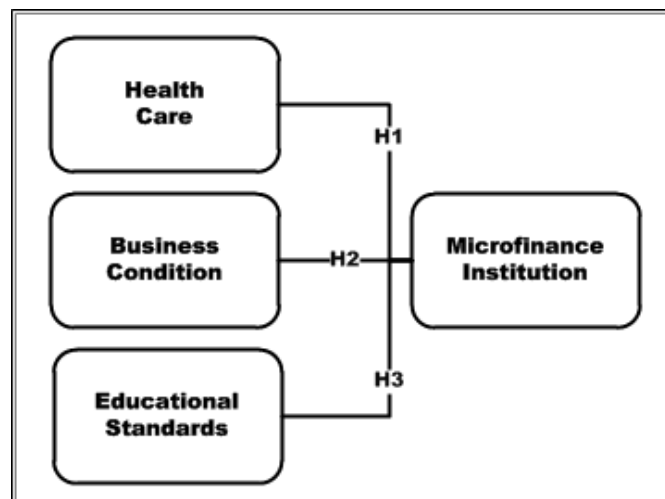 Health
Care
H1
Business
Condition
H2
Microfinance
Institution
H3
Educational
Standards